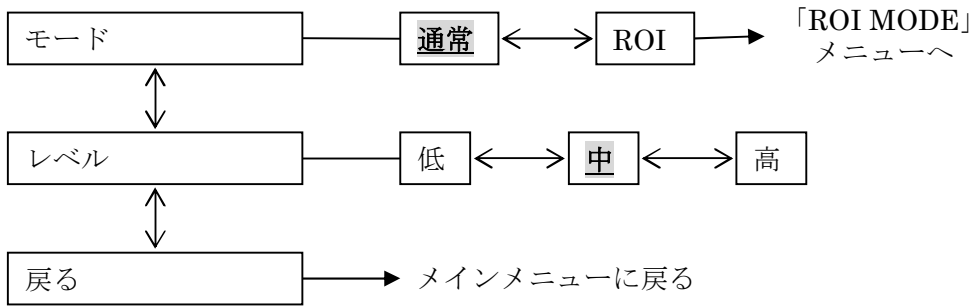 モード
通常
ROI
「ROI MODE」
メニューへ
レベル
低
中
高
戻る
メインメニューに戻る